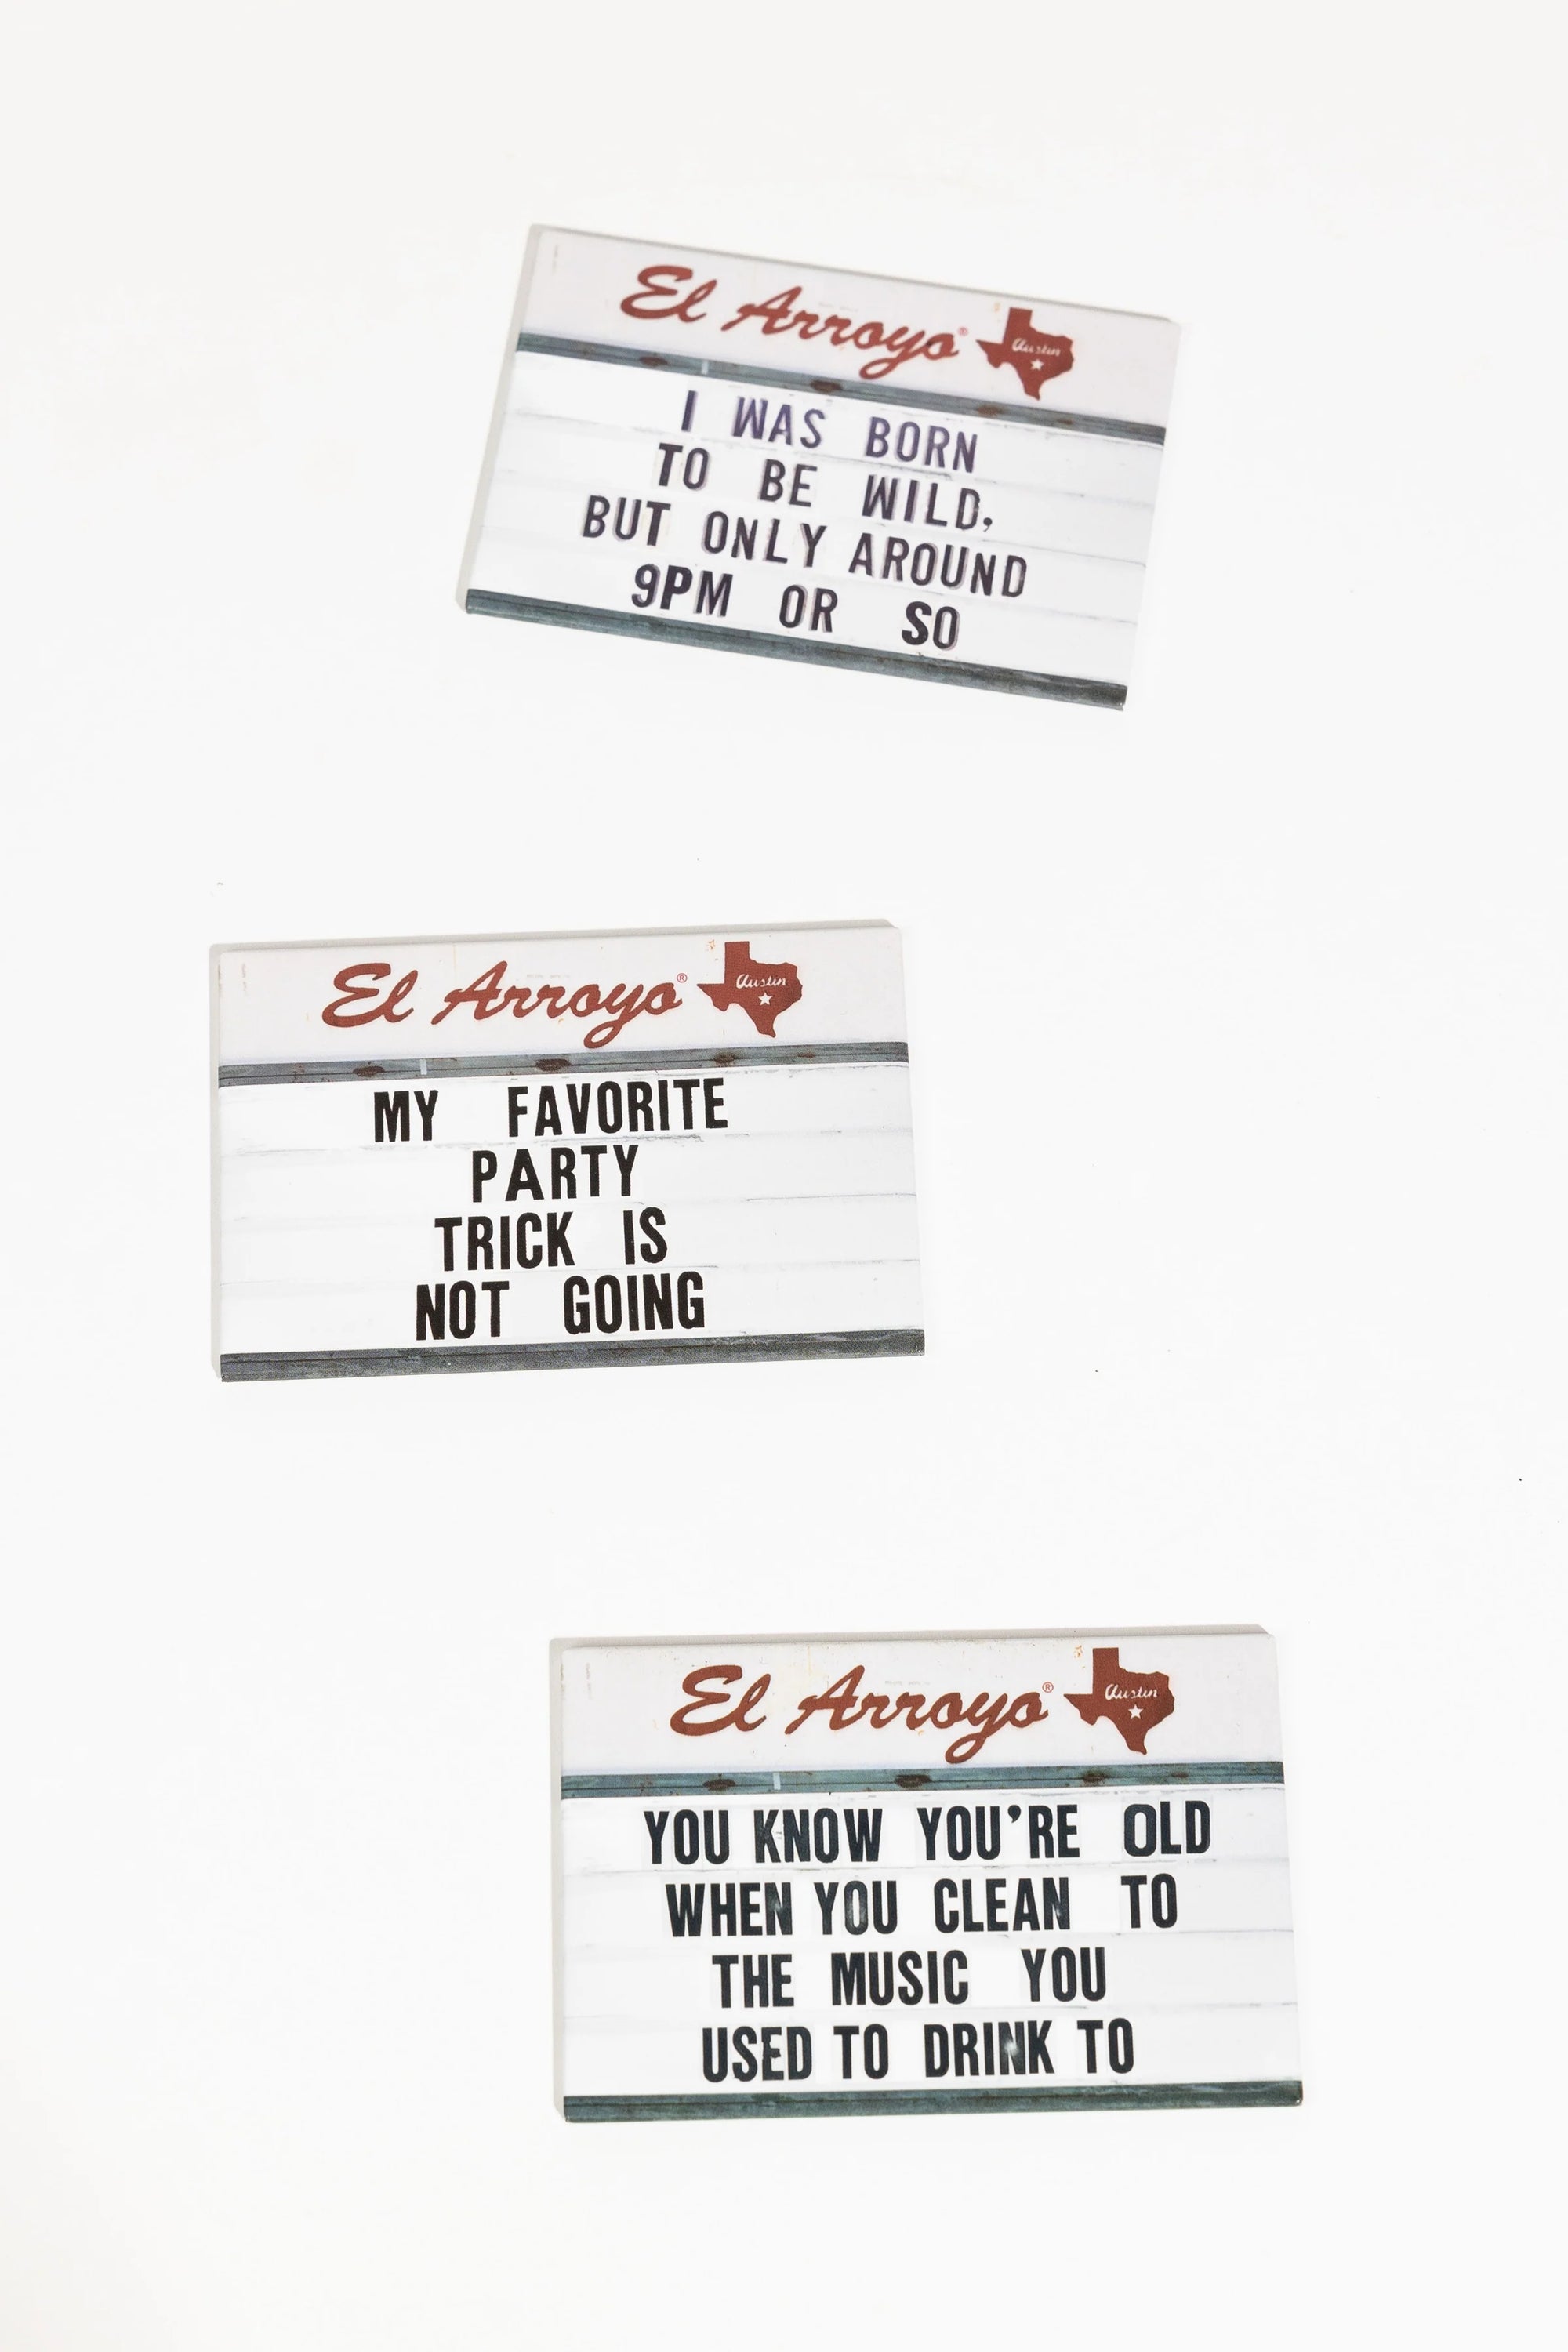 El Arroyo® Austin
I WAS BORN
TO BE WILD,
BUT ONLY AROUND
9PM OR SO
El Arroyo® Austin
MY FAVORITE
PARTY
TRICK IS
NOT GOING
El Arroyo® Austin
YOU KNOW YOU'RE OLD
WHEN YOU CLEAN TO
THE MUSIC YOU
USED TO DRINK TO